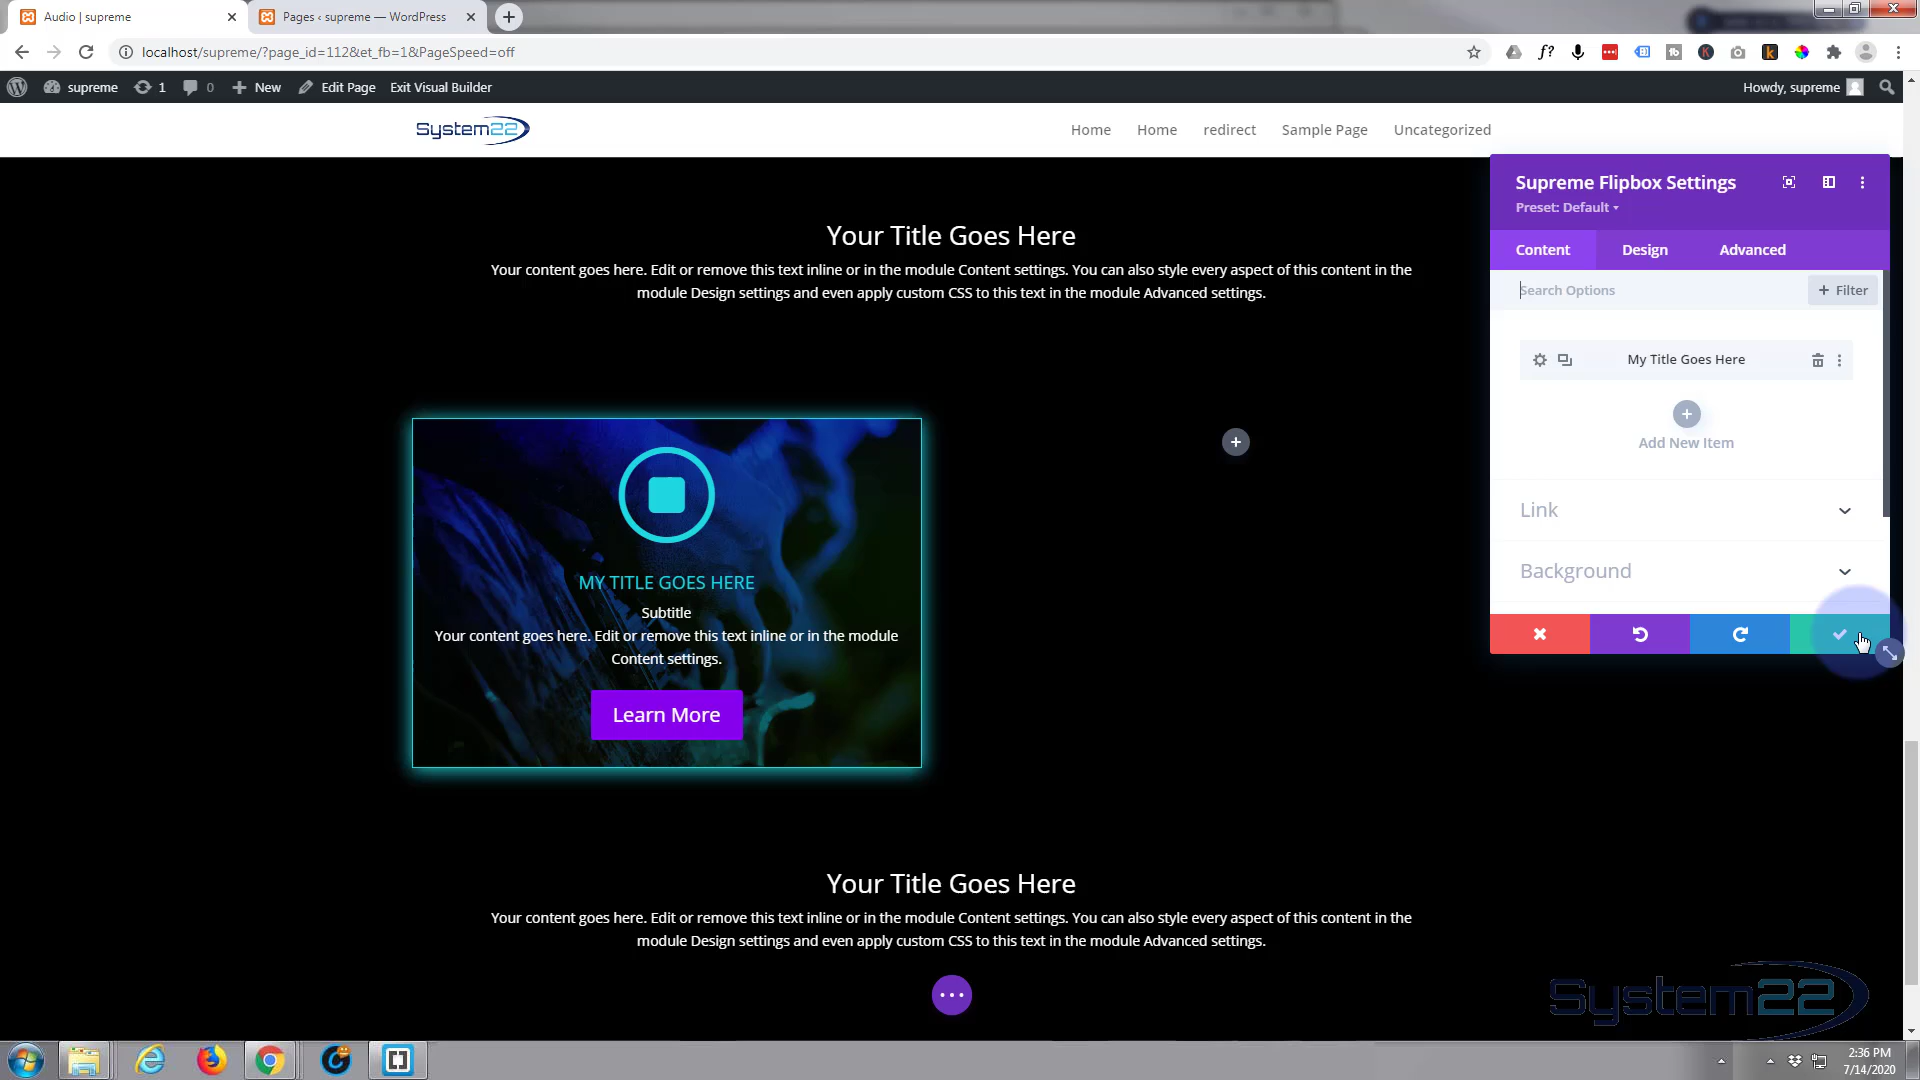 Audio | supreme
Pages ‹ supreme — WordPress
localhost/supreme/?page_id=112&et_fb=1&PageSpeed=off
supreme
1
0
New
Edit Page
Exit Visual Builder
Howdy, supreme
System22
Home
Home
redirect
Sample Page
Uncategorized
Supreme Flipbox Settings
Preset: Default
Content
Design
Advanced
Search Options
+ Filter
My Title Goes Here
Add New Item
Link
Background
Your Title Goes Here
Your content goes here. Edit or remove this text inline or in the module Content settings. You can also style every aspect of this content in the
module Design settings and even apply custom CSS to this text in the module Advanced settings.
MY TITLE GOES HERE
Subtitle
Your content goes here. Edit or remove this text inline or in the module
Content settings.
Learn More
Your Title Goes Here
Your content goes here. Edit or remove this text inline or in the module Content settings. You can also style every aspect of this content in the
module Design settings and even apply custom CSS to this text in the module Advanced settings.
System22
2:36 PM
7/14/2020